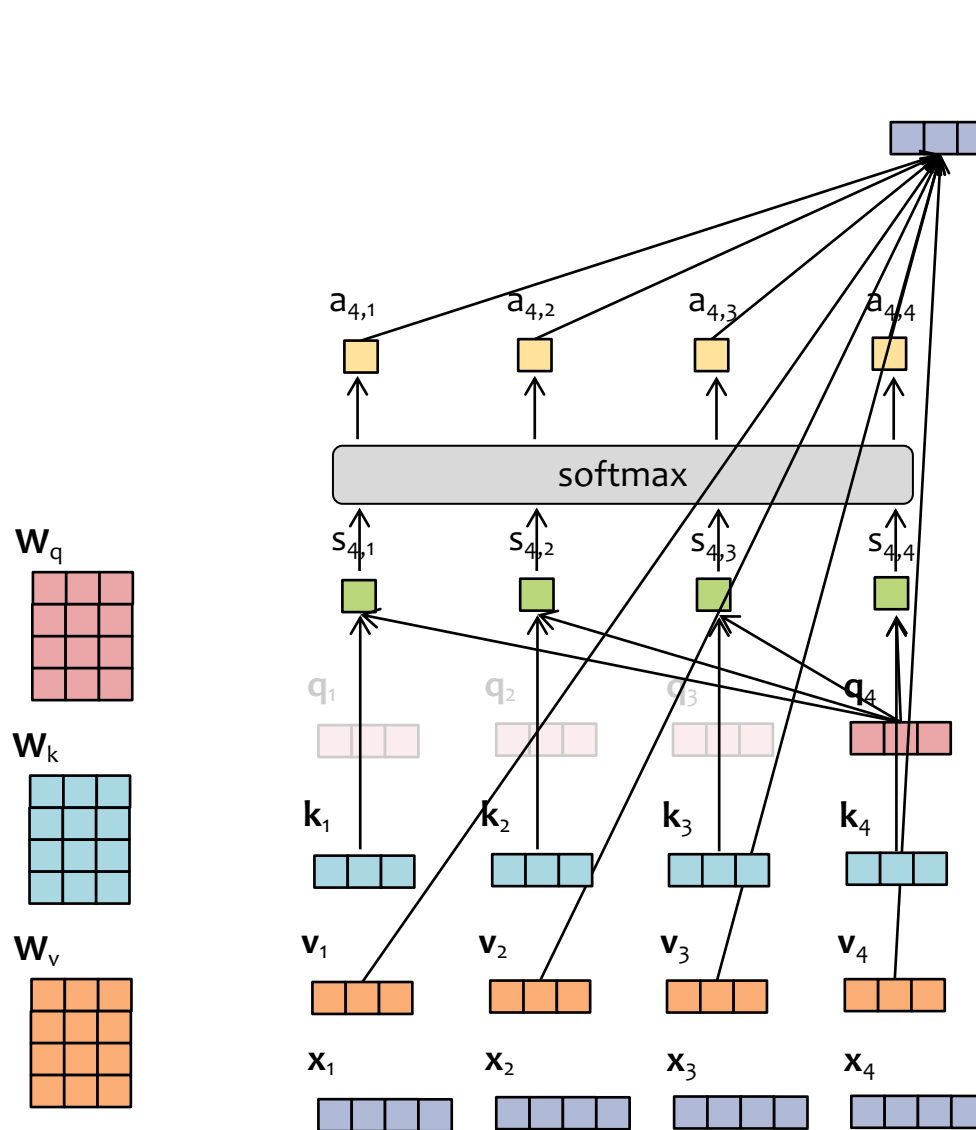 a4,1 a4,2 a4,3 a4,4
softmax
Wq
s4,1 s4,2 s4,3 s4,4
q1 q2 q3 q4
Wk
k1 k2 k3 k4
Wv
v1 v2 v3 v4
x1 x2 x3 x4